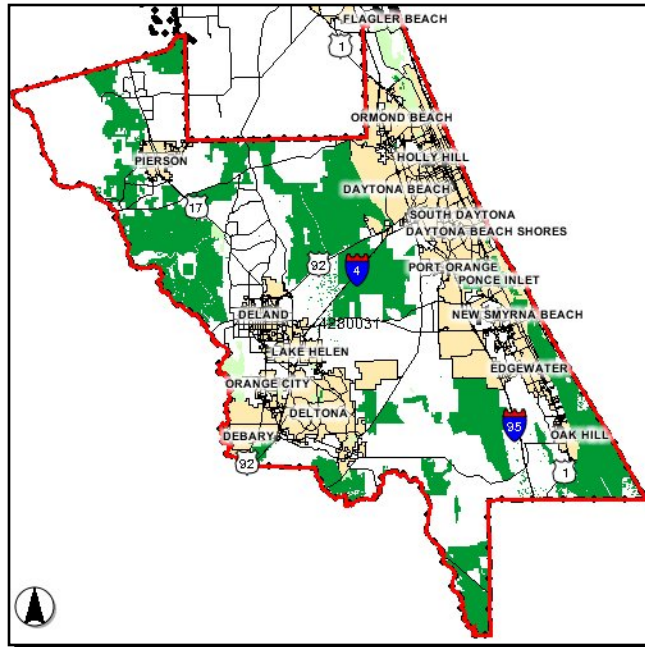 FLAGLER BEACH
1
ORMOND BEACH
HOLLY HILL
PIERSON
DAYTONA BEACH
17
SOUTH DAYTONA
DAYTONA BEACH SHORES
92
4
PORT ORANGE
PONCE INLET
DELAND
4280031
NEW SMYRNA BEACH
LAKE HELEN
EDGEWATER
ORANGE CITY
DELTONA
95
DEBARY
OAK HILL
92
1